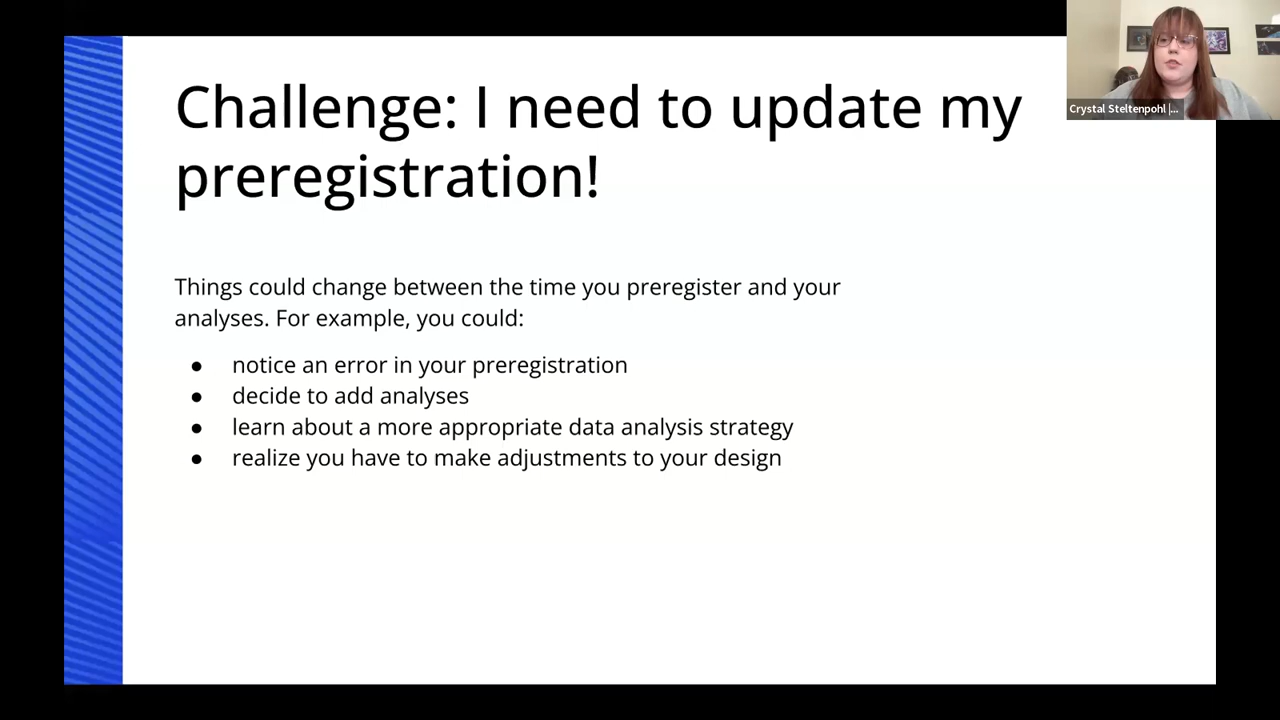 Challenge: I need to update my
preregistration!
Things could change between the time you preregister and your
analyses. For example, you could:
● notice an error in your preregistration
● decide to add analyses
● learn about a more appropriate data analysis strategy
● realize you have to make adjustments to your design
Crystal Steltenpohl |...